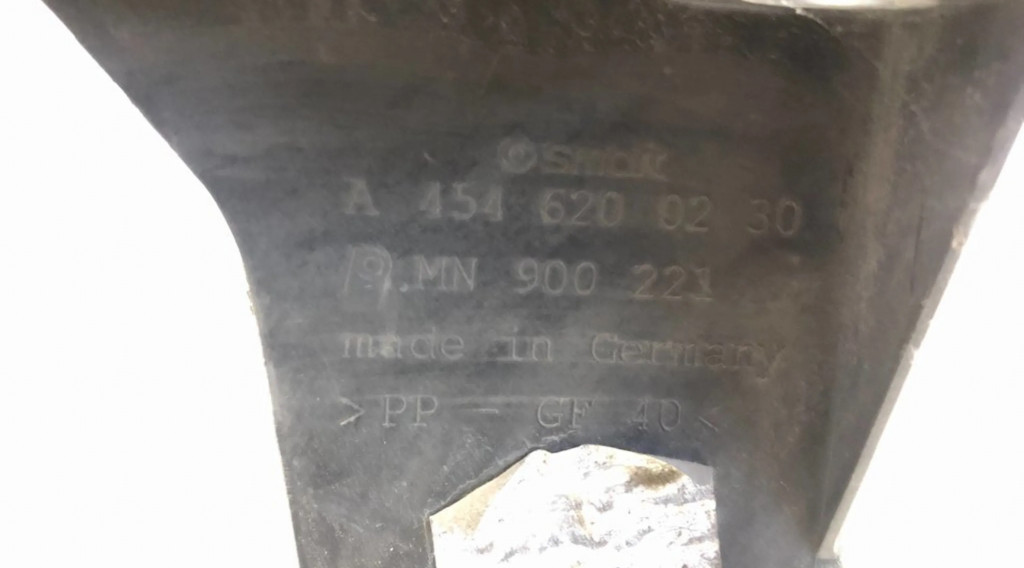 © smart
A 454 620 02 30
MN 900 221
made in Germany
>PP - GF 40<